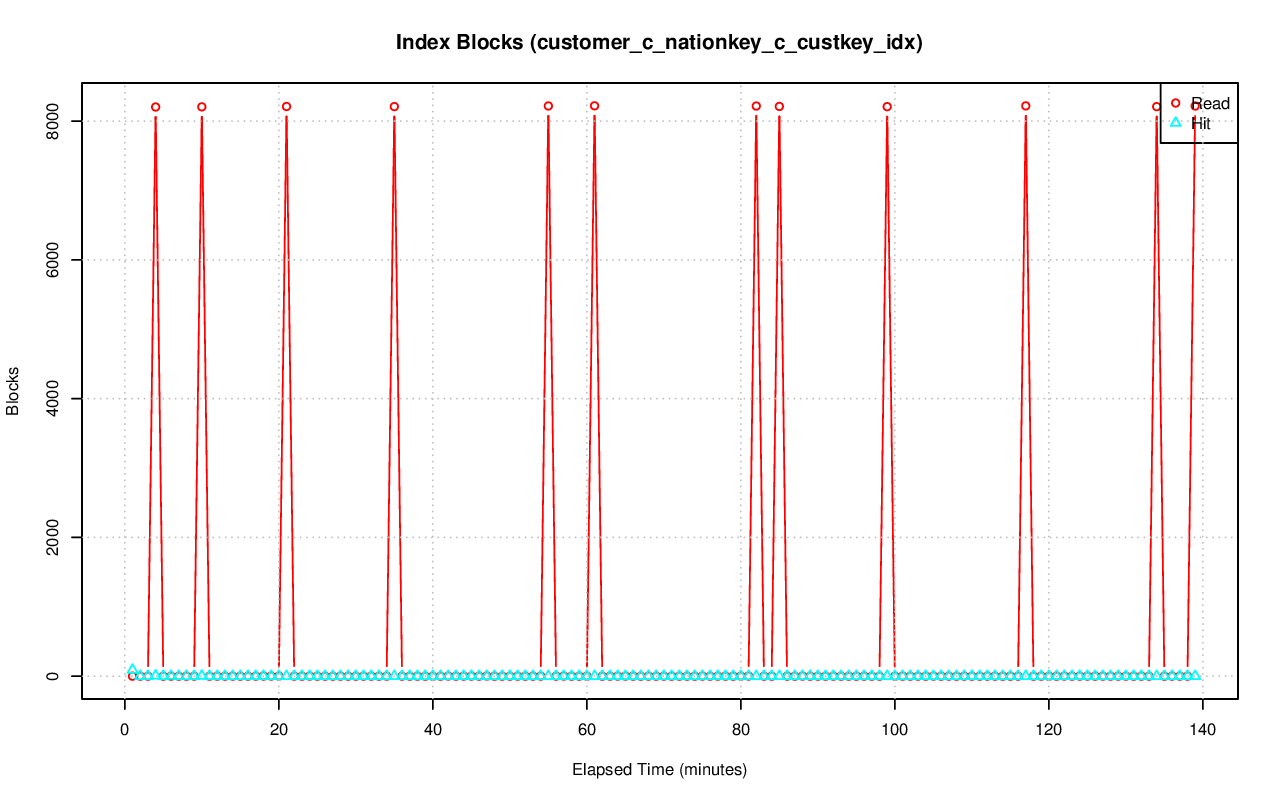 Index Blocks (customer_c_nationkey_c_custkey_idx)
Read
Hit
8000
6000
4000
2000
0
Blocks
0 20 40 60 80 100 120 140
Elapsed Time (minutes)